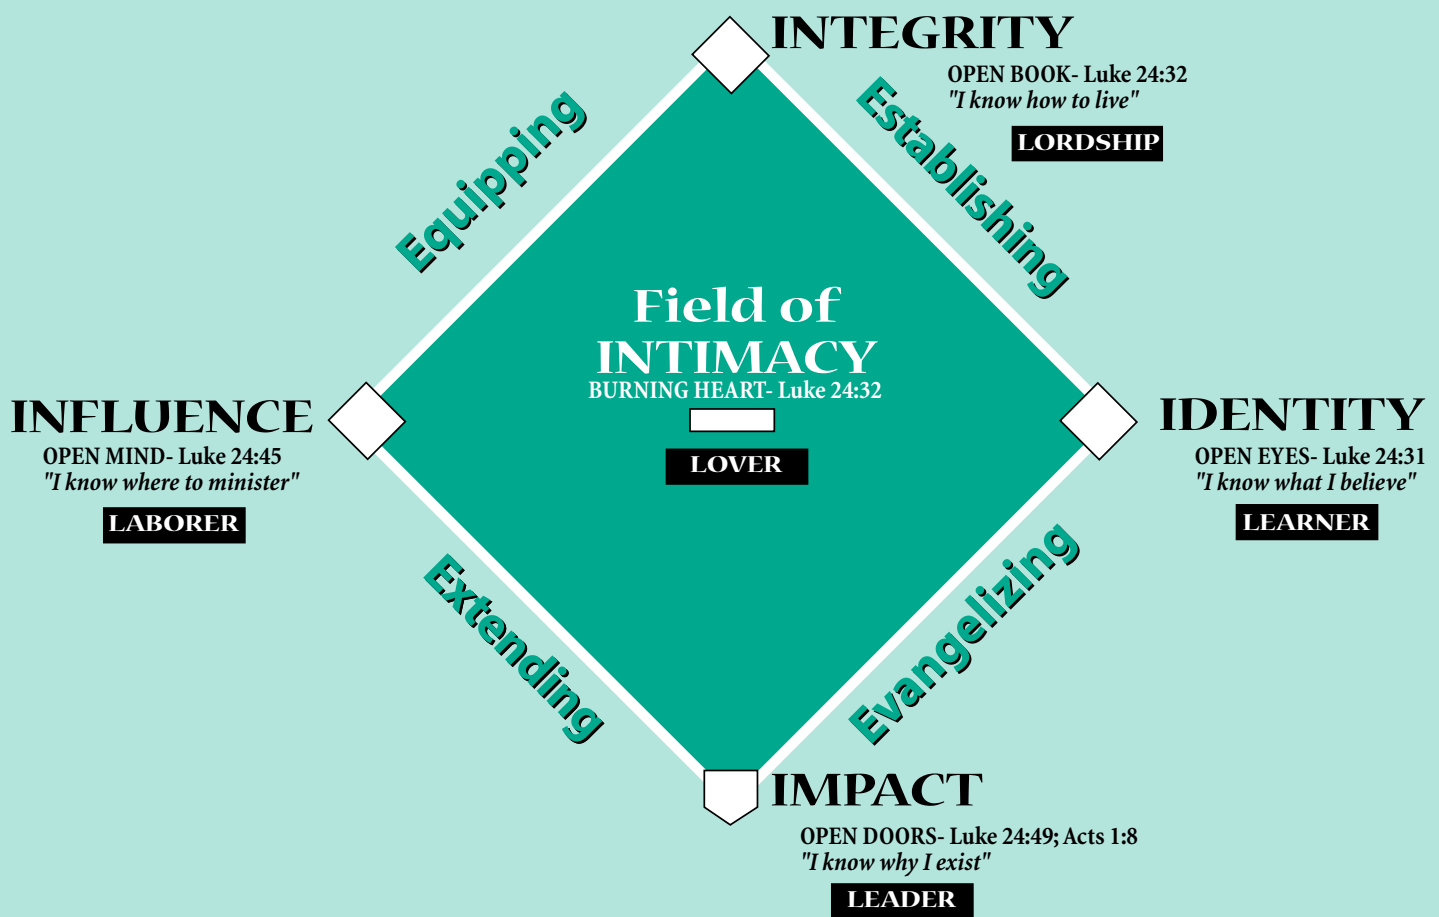 INTEGRITY
OPEN BOOK- Luke 24:32
"I know how to live"
LORDSHIP
Equipping
Establishing
Field of
INTIMACY
BURNING HEART- Luke 24:32
LOVER
INFLUENCE
OPEN MIND- Luke 24:45
"I know where to minister"
LABORER
IDENTITY
OPEN EYES- Luke 24:31
"I know what I believe"
LEARNER
Extending
Evangelizing
IMPACT
OPEN DOORS- Luke 24:49; Acts 1:8
"I know why I exist"
LEADER